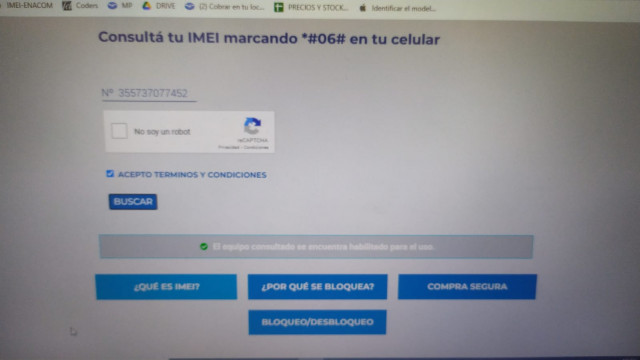 IMEI-ENACOM Coders MP DRIVE (2) Cobrar en tu loc... PRECIOS Y STOCK... Identificar el model...
Consultá tu IMEI marcando *#06# en tu celular
Nº 355737077452
No soy un robot
reCAPTCHA
Privacidad - Condiciones
ACEPTO TERMINOS Y CONDICIONES
BUSCAR
El equipo consultado se encuentra habilitado para el uso.
¿QUÉ ES IMEI? ¿POR QUÉ SE BLOQUEA? COMPRA SEGURA
BLOQUEO/DESBLOQUEO